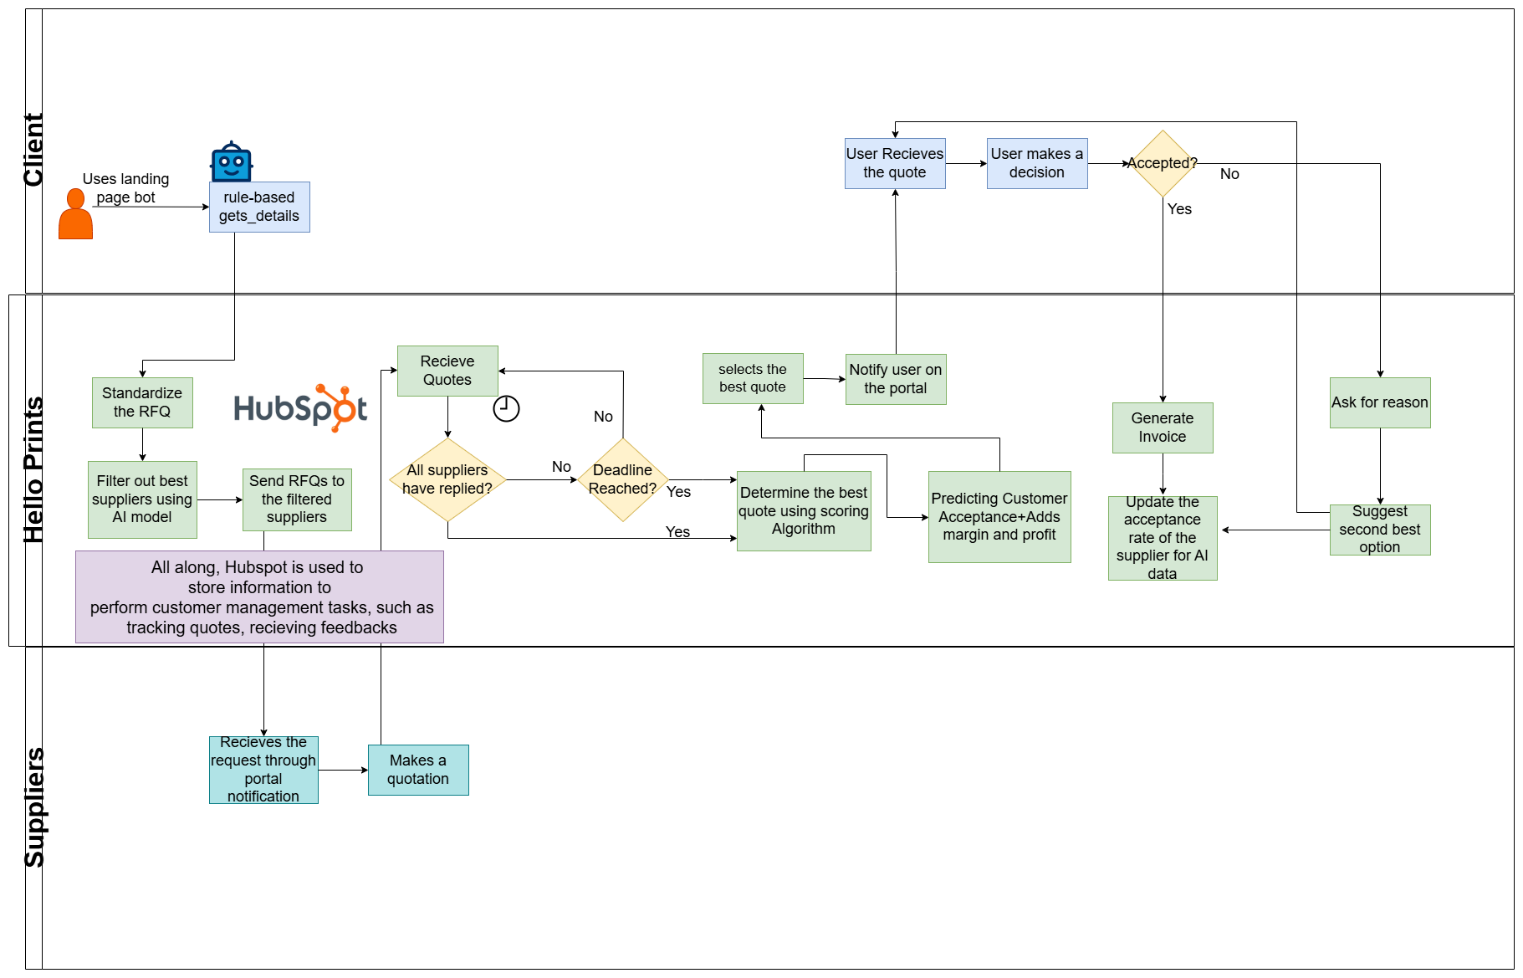 Client
Uses landing
page bot
rule-based
gets_details
User Recieves
the quote
User makes a
decision
Accepted?
No
Yes
Hello Prints
Standardize
the RFQ
HubSpot
Filter out best
suppliers using
AI model
Send RFQs to
the filtered
suppliers
Recieve
Quotes
All suppliers
have replied?
No
Deadline
Reached?
No
Yes
Yes
Determine the best
quote using scoring
Algorithm
Predicting Customer
Acceptance+Adds
margin and profit
selects the
best quote
Notify user on
the portal
Generate
Invoice
Update the
acceptance
rate of the
supplier for AI
data
Ask for reason
Suggest
second best
option
All along, Hubspot is used to
store information to
perform customer management tasks, such as
tracking quotes, recieving feedbacks
Suppliers
Recieves the
request through
portal
notification
Makes a
quotation